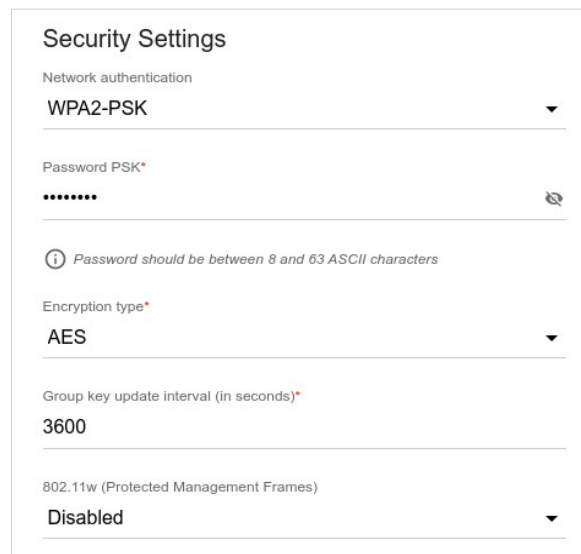 Security Settings
Network authentication
WPA2-PSK
Password PSK*
••••••••
Password should be between 8 and 63 ASCII characters
Encryption type*
AES
Group key update interval (in seconds)*
3600
802.11w (Protected Management Frames)
Disabled